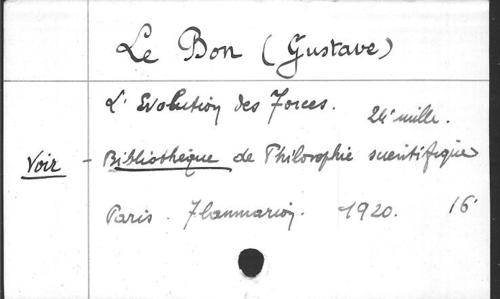 Le Bon (Gustave)
L'Evolution des Forces. 24e mille.
Voir - Bibliothèque de Philosophie scientifique
Paris. Flammarion. 1920. 16°